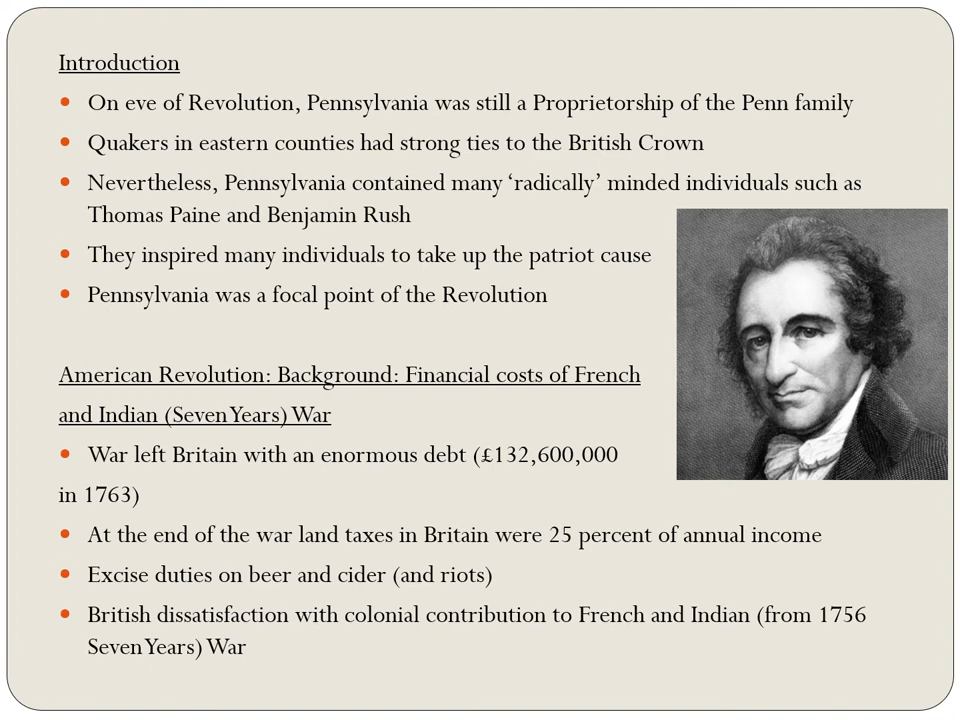 Introduction
• On eve of Revolution, Pennsylvania was still a Proprietorship of the Penn family
• Quakers in eastern counties had strong ties to the British Crown
• Nevertheless, Pennsylvania contained many ‘radically’ minded individuals such as
Thomas Paine and Benjamin Rush
• They inspired many individuals to take up the patriot cause
• Pennsylvania was a focal point of the Revolution
American Revolution: Background: Financial costs of French
and Indian (Seven Years) War
• War left Britain with an enormous debt (£132,600,000
in 1763)
• At the end of the war land taxes in Britain were 25 percent of annual income
• Excise duties on beer and cider (and riots)
• British dissatisfaction with colonial contribution to French and Indian (from 1756
Seven Years) War